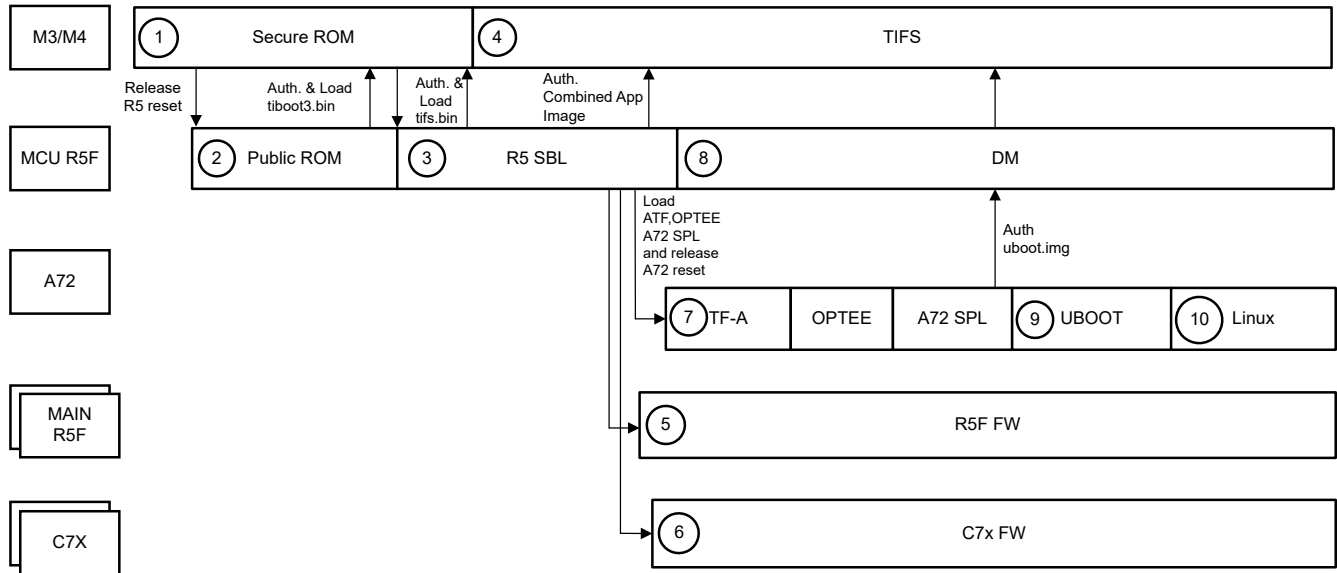 M3/M4
1
Secure ROM
4
TIFS
Release
R5 reset
Auth. & Load
tiboot3.bin
Auth. &
Load
tifs.bin
Auth.
Combined App
Image
MCU R5F
2
Public ROM
3
R5 SBL
8
DM
Load
ATF,OPTEE
A72 SPL
and release
A72 reset
Auth
uboot.img
A72
7
TF-A
OPTEE
A72 SPL
9
UBOOT
10
Linux
MAIN
R5F
5
R5F FW
C7X
6
C7x FW